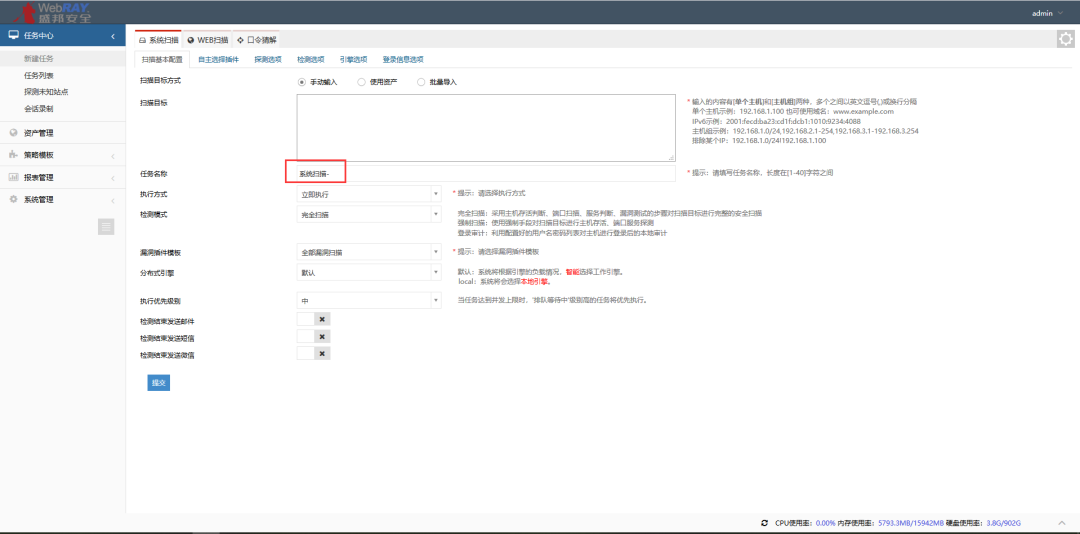 WebRAY
盛邦安全
admin
任务中心
新建任务
任务列表
探测未知站点
会话录制
资产管理
策略模板
报表管理
系统管理
系统扫描 WEB扫描 口令猜解
扫描基本配置 自主选择插件 探测选项 检测选项 引擎选项 登录信息选项
扫描目标方式 手动输入 使用资产 批量导入
扫描目标
* 输入的内容有[单个主机]和[主机组]两种，多个之间以英文逗号(,)或换行分隔
单个主机示例：192.168.1.100 也可使用域名：www.example.com
IPv6示例：2001:fecd:ba23:cd1f:dcb1:1010:9234:4088
主机组示例：192.168.1.0/24,192.168.2.1-254,192.168.3.1-192.168.3.254
排除某个IP：192.168.1.0/24!192.168.1.100
任务名称 系统扫描- * 提示：请填写任务名称，长度在[1-40]字符之间
执行方式 立即执行 * 提示：请选择执行方式
检测模式 完全扫描 完全扫描：采用主机存活判断、端口扫描、服务判断、漏洞测试的步骤对扫描目标进行完整的安全扫描
强制扫描：使用强制手段对扫描目标进行主机存活、端口服务探测
登录审计：利用配置好的用户名密码列表对主机进行登录后的本地审计
漏洞插件模板 全部漏洞扫描 * 提示：请选择漏洞插件模板
分布式引擎 默认 默认：系统将根据引擎的负载情况，智能选择工作引擎。
local：系统将会选择本地引擎。
执行优先级别 中 当任务达到并发上限时，'排队等待中'级别高的任务将优先执行。
检测结束发送邮件
检测结束发送短信
检测结束发送微信
提交
CPU使用率：0.00% 内存使用率：5793.3MB/15942MB 硬盘使用率：3.8G/902G